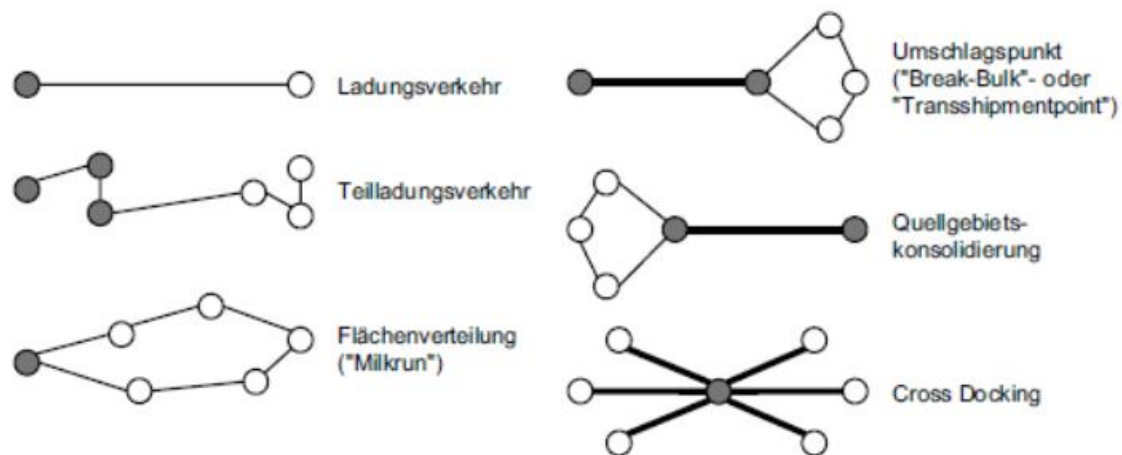 Ladungsverkehr
Teilladungsverkehr
Flächenverteilung
("Milkrun")
Umschlagspunkt
("Break-Bulk"- oder
"Transshipmentpoint")
Quellgebiets-
konsolidierung
Cross Docking